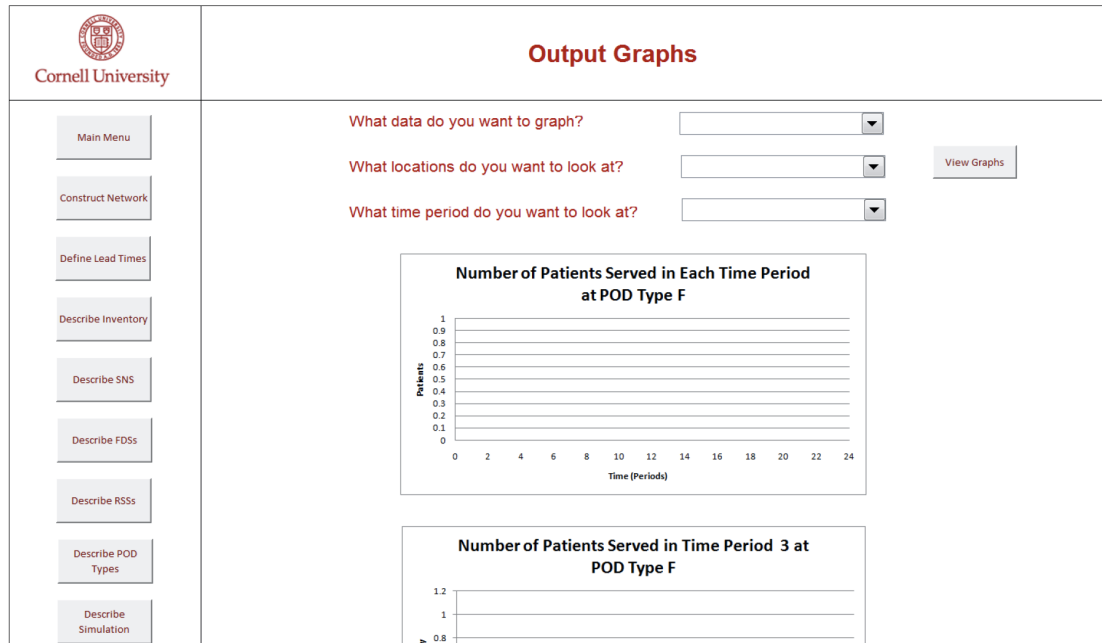 Cornell University
Output Graphs
Main Menu
Construct Network
Define Lead Times
Describe Inventory
Describe SNS
Describe FDSs
Describe RSSs
Describe POD
Types
Describe
Simulation
What data do you want to graph?
What locations do you want to look at?
What time period do you want to look at?
View Graphs
Number of Patients Served in Each Time Period
at POD Type F
Patients
1
0.9
0.8
0.7
0.6
0.5
0.4
0.3
0.2
0.1
0
0 2 4 6 8 10 12 14 16 18 20 22 24
Time (Periods)
Number of Patients Served in Time Period 3 at
POD Type F
1.2
1
0.8